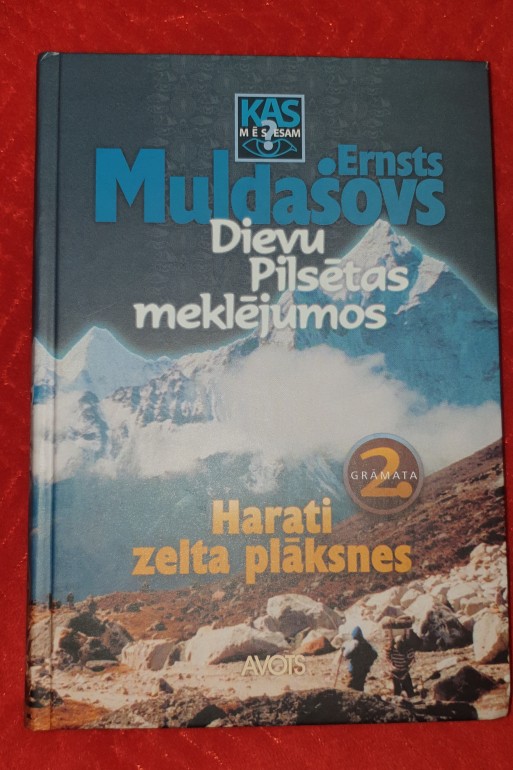 KAS
MĒS ESAM
?
Ernsts
Muldašovs
Dievu
Pilsētas
meklējumos
2.
GRĀMATA
Harati
zelta plāksnes
AVOTS